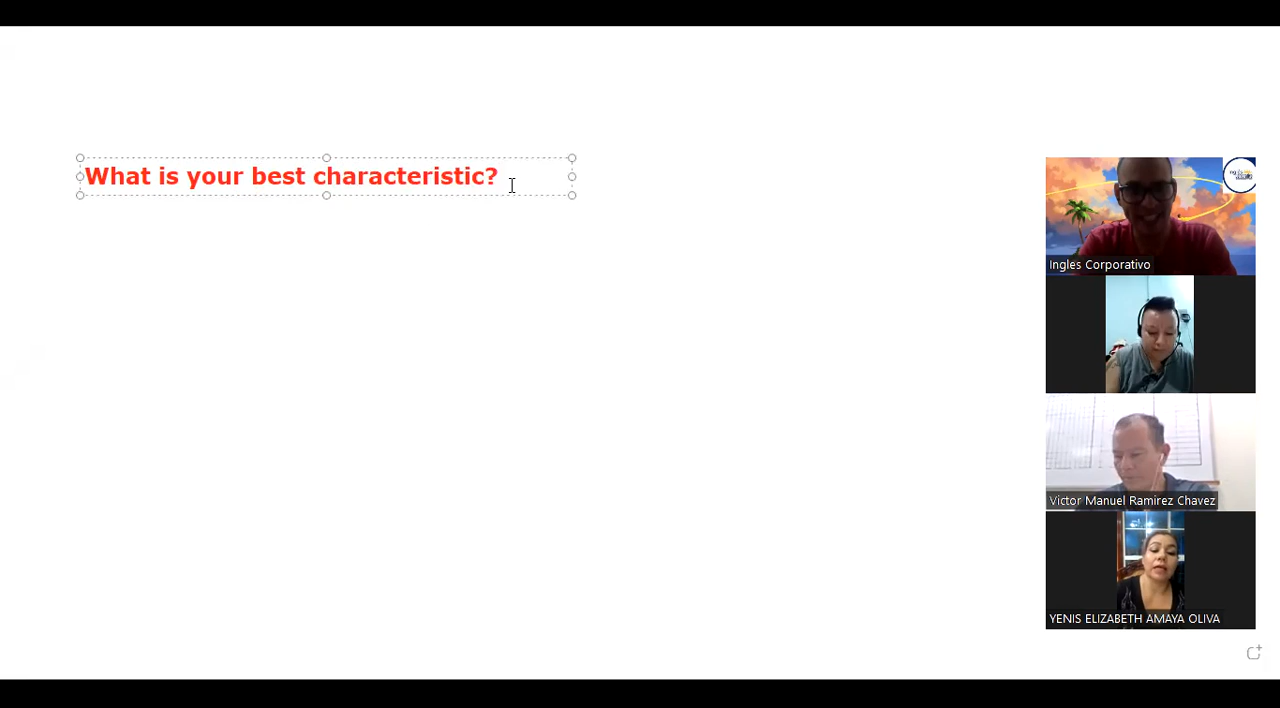 What is your best characteristic?
Ingles Corporativo
Victor Manuel Ramirez Chavez
YENIS ELIZABETH AMAYA OLIVA